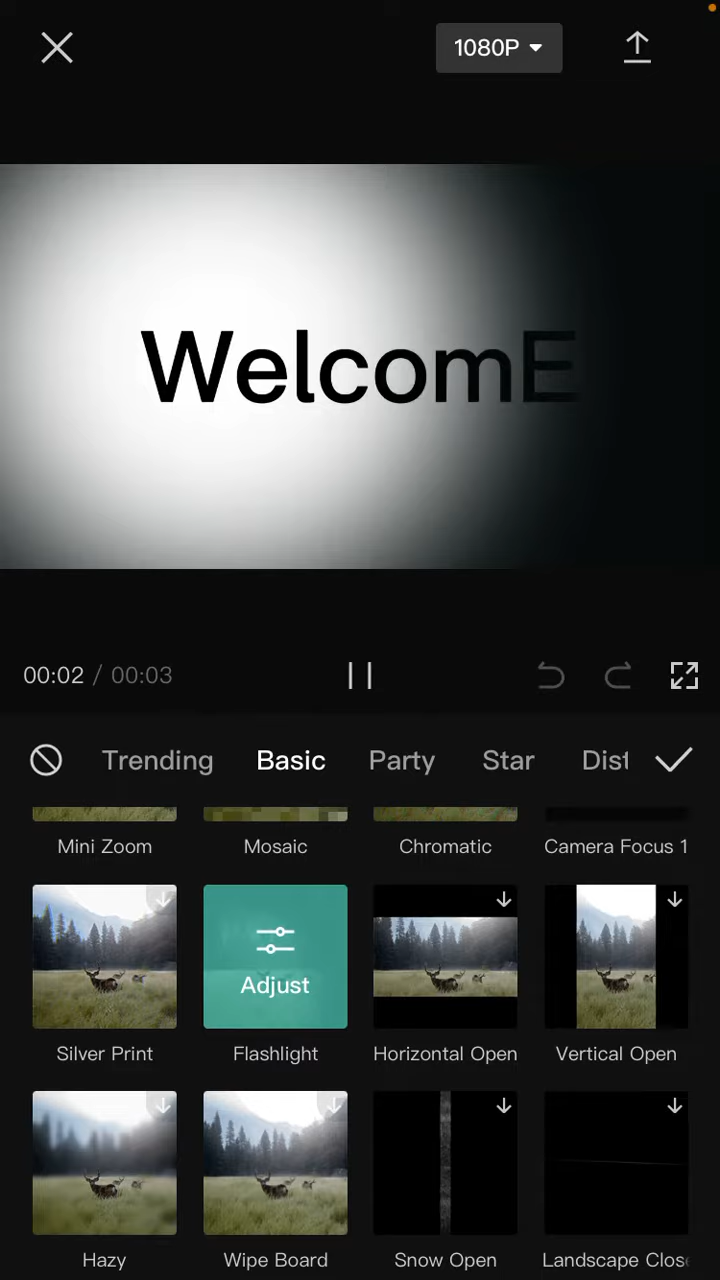 1080P
WelcomE
00:02 / 00:03
Trending Basic Party Star Dist
Mini Zoom Mosaic Chromatic Camera Focus 1
Adjust
Silver Print Flashlight Horizontal Open Vertical Open
Hazy Wipe Board Snow Open Landscape Close